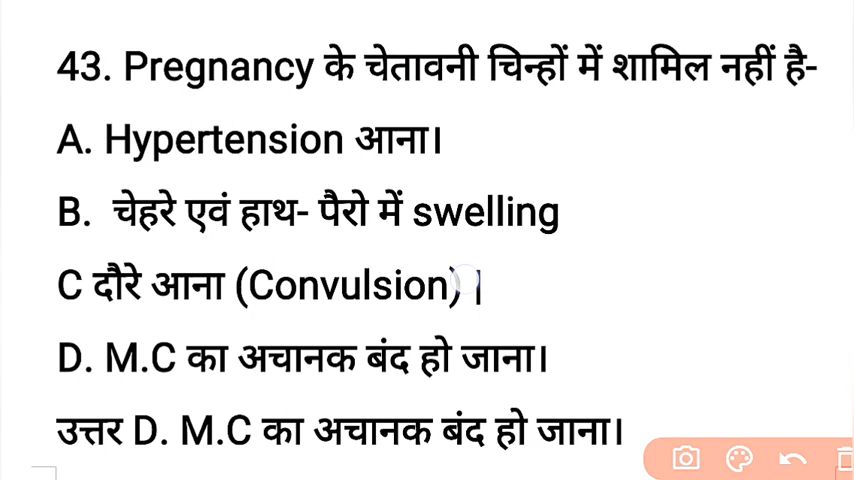 43. Pregnancy के चेतावनी चिन्हों में शामिल नहीं है-
A. Hypertension आना।
B. चेहरे एवं हाथ- पैरो में swelling
C दौरे आना (Convulsion)|
D. M.C का अचानक बंद हो जाना।
उत्तर D. M.C का अचानक बंद हो जाना।